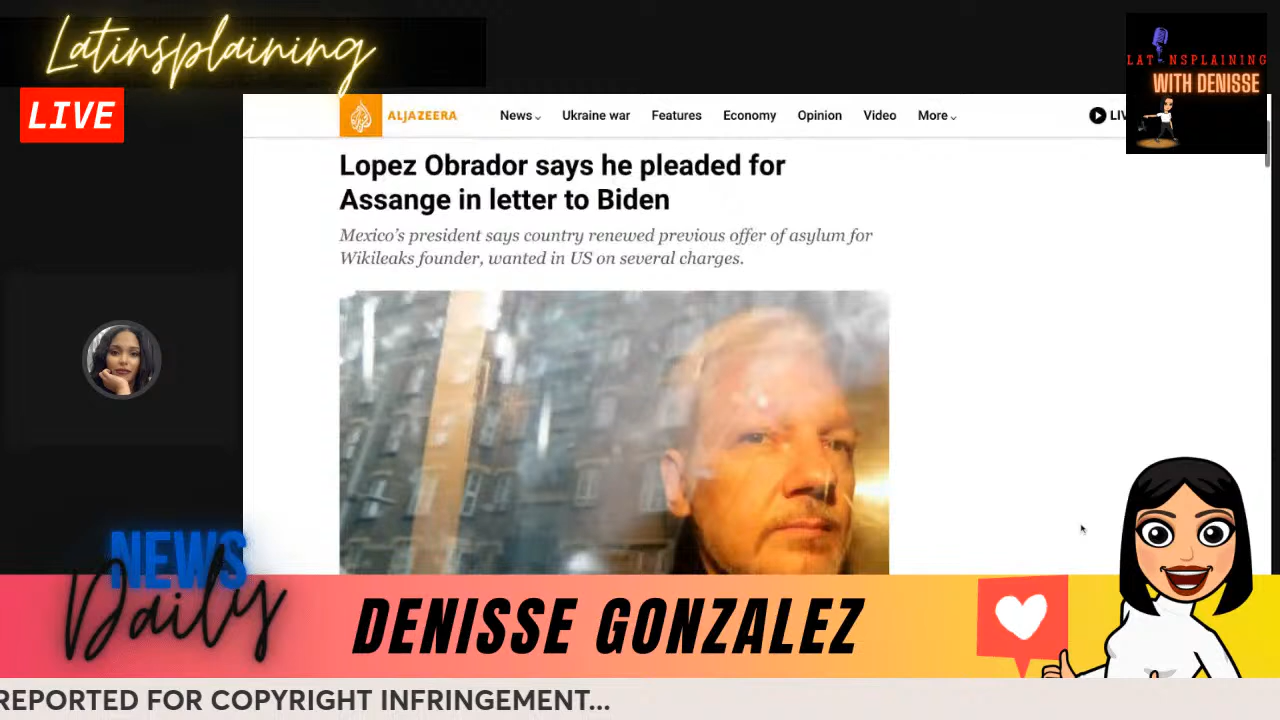 Latinsplaining
LIVE
LATINSPLAINING
WITH DENISSE
ALJAZEERA
News Ukraine war Features Economy Opinion Video More
Lopez Obrador says he pleaded for
Assange in letter to Biden
Mexico's president says country renewed previous offer of asylum for
Wikileaks founder, wanted in US on several charges.
NEWS
Daily
DENISSE GONZALEZ
REPORTED FOR COPYRIGHT INFRINGEMENT...